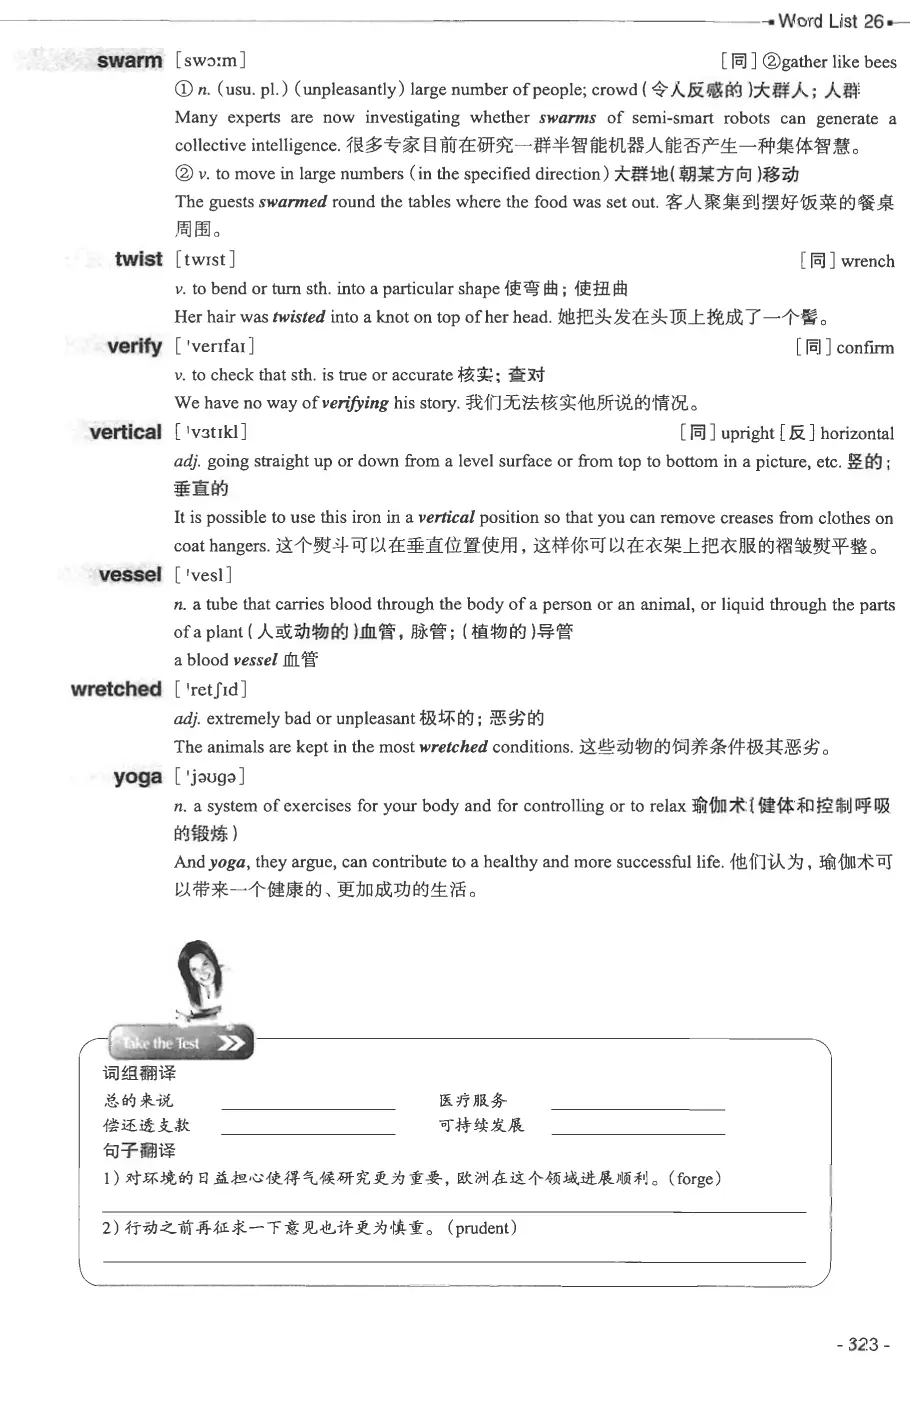 Word List 26
swarm [swɔːm] [同]②gather like bees
① n. (usu. pl.) (unpleasantly) large number of people; crowd (令人反感的)大群人；人群
Many experts are now investigating whether swarms of semi-smart robots can generate a
collective intelligence. 很多专家目前在研究一群半智能机器人能否产生一种集体智慧。
② v. to move in large numbers (in the specified direction) 大群地(朝某方向)移动
The guests swarmed round the tables where the food was set out. 客人聚集到摆好饭菜的餐桌
周围。
twist [twɪst] [同] wrench
v. to bend or turn sth. into a particular shape 使弯曲；使扭曲
Her hair was twisted into a knot on top of her head. 她把头发在头顶上挽成了一个髻。
verify [ˈverɪfaɪ] [同] confirm
v. to check that sth. is true or accurate 核实；查对
We have no way of verifying his story. 我们无法核实他所说的情况。
vertical [ˈvɜtɪkl] [同] upright [反] horizontal
adj. going straight up or down from a level surface or from top to bottom in a picture, etc. 竖的；
垂直的
It is possible to use this iron in a vertical position so that you can remove creases from clothes on
coat hangers. 这个熨斗可以在垂直位置使用，这样你可以在衣架上把衣服的褶皱熨平整。
vessel [ˈvesl]
n. a tube that carries blood through the body of a person or an animal, or liquid through the parts
of a plant (人或动物的)血管，脉管；(植物的)导管
a blood vessel 血管
wretched [ˈretʃɪd]
adj. extremely bad or unpleasant 极坏的；恶劣的
The animals are kept in the most wretched conditions. 这些动物的饲养条件极其恶劣。
yoga [ˈjəʊɡə]
n. a system of exercises for your body and for controlling or to relax 瑜伽术(健体和控制呼吸
的锻炼)
And yoga, they argue, can contribute to a healthy and more successful life. 他们认为，瑜伽术可
以带来一个健康的、更加成功的生活。
Take the Test
词组翻译
总的来说 医疗服务
偿还透支款 可持续发展
句子翻译
1) 对环境的日益担心使得气候研究更为重要，欧洲在这个领域进展顺利。(forge)
2) 行动之前再征求一下意见也许更为慎重。(prudent)
- 323 -